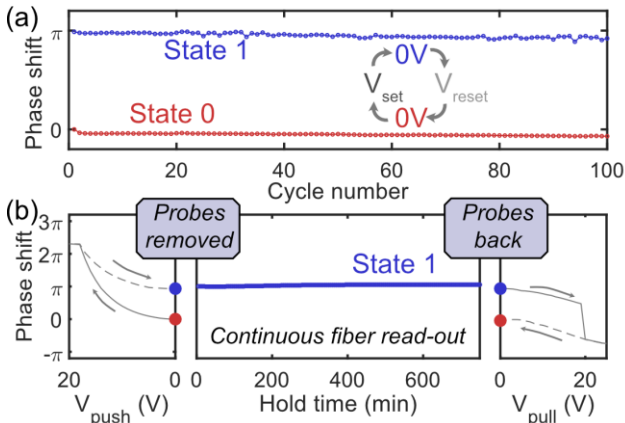 (a)
Phase shift
π
0
State 1
State 0
0V
V_set
V_reset
0V
1
20
40
60
80
100
Cycle number
(b)
Phase shift
3π
2π
π
0
-π
Probes
removed
20
0
V_push (V)
State 1
Continuous fiber read-out
0
200
400
600
Hold time (min)
Probes
back
0
20
V_pull (V)